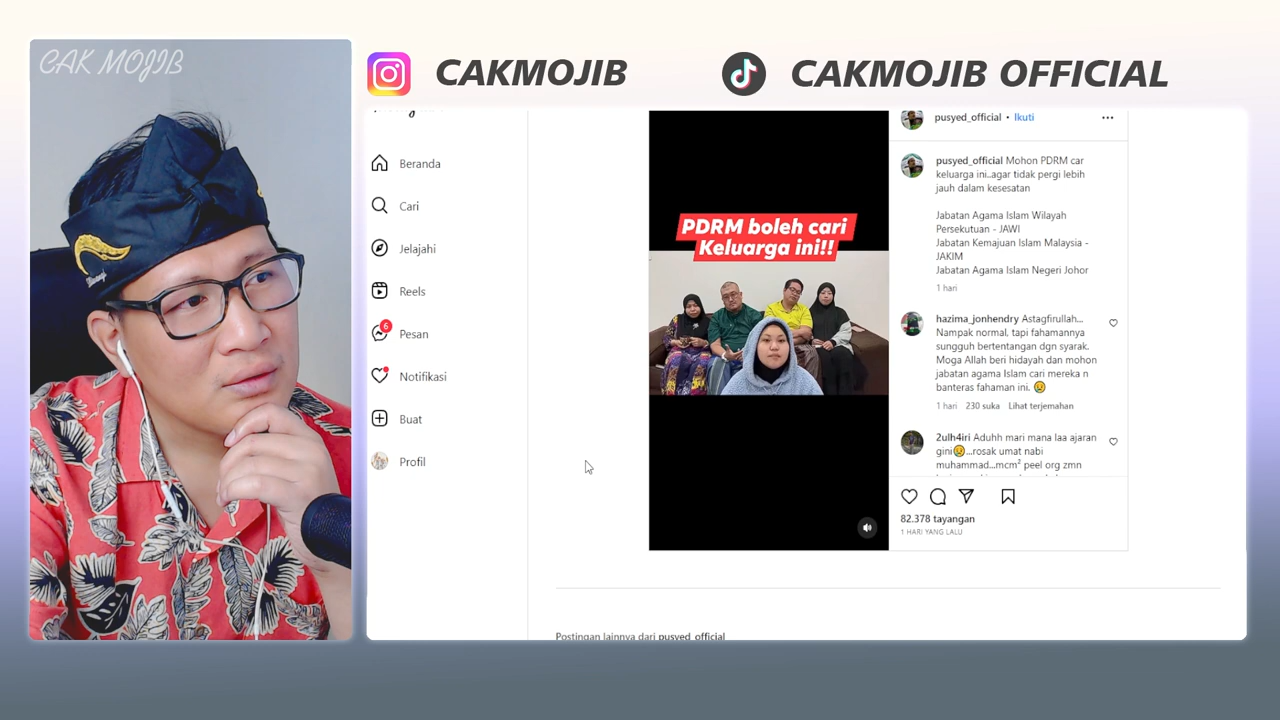 CAK MOJIB
CAKMOJIB
CAKMOJIB OFFICIAL
Beranda
Cari
Jelajahi
Reels
6
Pesan
Notifikasi
Buat
Profil
PDRM boleh cari
Keluarga ini!!
pusyed_official • Ikuti
pusyed_official Mohon PDRM car
keluarga ini..agar tidak pergi lebih
jauh dalam kesesatan
Jabatan Agama Islam Wilayah
Persekutuan - JAWI
Jabatan Kemajuan Islam Malaysia -
JAKIM
Jabatan Agama Islam Negeri Johor
1 hari
hazima_jonhendry Astagfirullah...
Nampak normal, tapi fahamannya
sungguh bertentangan dgn syarak.
Moga Allah beri hidayah dan mohon
jabatan agama Islam cari mereka n
banteras fahaman ini. 😥
1 hari 230 suka Lihat terjemahan
2ulh4iri Aduhh mari mana laa ajaran
gini😥...rosak umat nabi
muhammad...mcm² peel org zmn
82.378 tayangan
1 HARI YANG LALU
Postingan lainnya dari pusyed_official